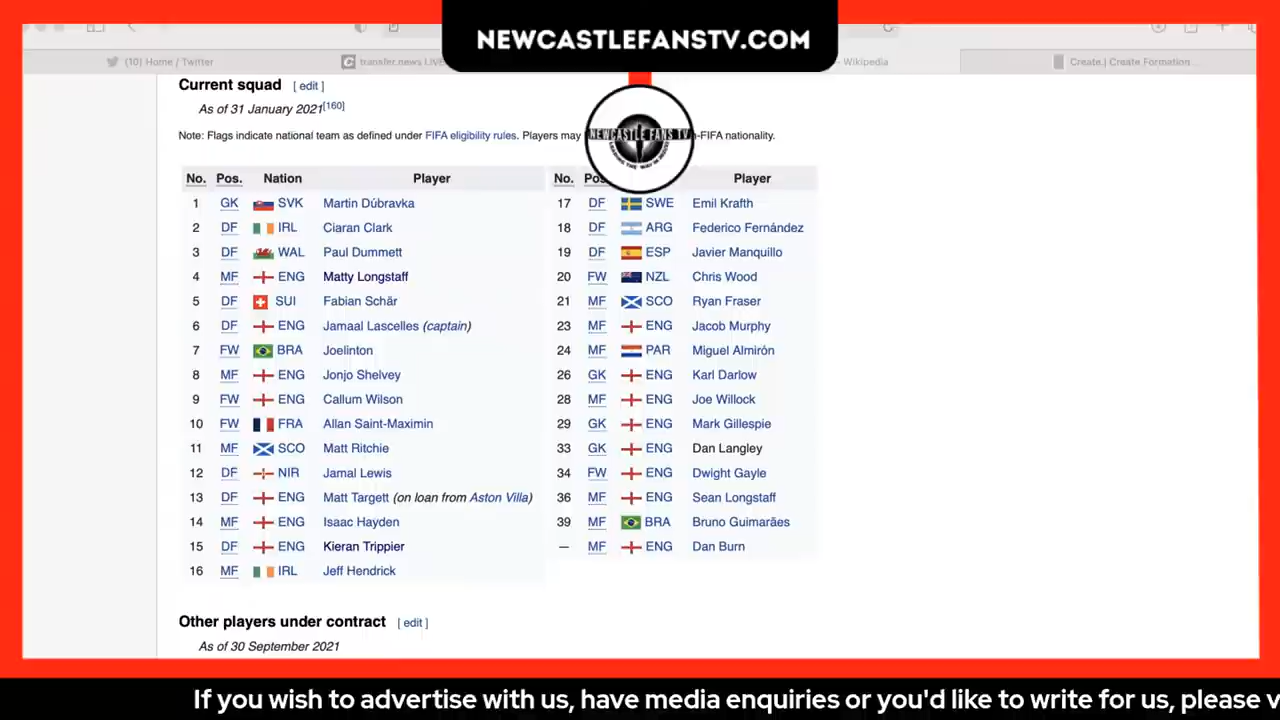 NEWCASTLEFANSTV.COM
(10) Home / Twitter
transfer.news LIVE
Wikipedia
Create.| Create Formation...
Current squad [ edit ]
As of 31 January 2021[160]
Note: Flags indicate national team as defined under FIFA eligibility rules. Players may
-FIFA nationality.
NEWCASTLE FANS TV
No. Pos. Nation Player
1 GK SVK Martin Dúbravka
2 DF IRL Ciaran Clark
3 DF WAL Paul Dummett
4 MF ENG Matty Longstaff
5 DF SUI Fabian Schär
6 DF ENG Jamaal Lascelles (captain)
7 FW BRA Joelinton
8 MF ENG Jonjo Shelvey
9 FW ENG Callum Wilson
10 FW FRA Allan Saint-Maximin
11 MF SCO Matt Ritchie
12 DF NIR Jamal Lewis
13 DF ENG Matt Targett (on loan from Aston Villa)
14 MF ENG Isaac Hayden
15 DF ENG Kieran Trippier
16 MF IRL Jeff Hendrick
No. Pos Player
17 DF SWE Emil Krafth
18 DF ARG Federico Fernández
19 DF ESP Javier Manquillo
20 FW NZL Chris Wood
21 MF SCO Ryan Fraser
23 MF ENG Jacob Murphy
24 MF PAR Miguel Almirón
26 GK ENG Karl Darlow
28 MF ENG Joe Willock
29 GK ENG Mark Gillespie
33 GK ENG Dan Langley
34 FW ENG Dwight Gayle
36 MF ENG Sean Longstaff
39 MF BRA Bruno Guimarães
— MF ENG Dan Burn
Other players under contract [ edit ]
As of 30 September 2021
If you wish to advertise with us, have media enquiries or you'd like to write for us, please v